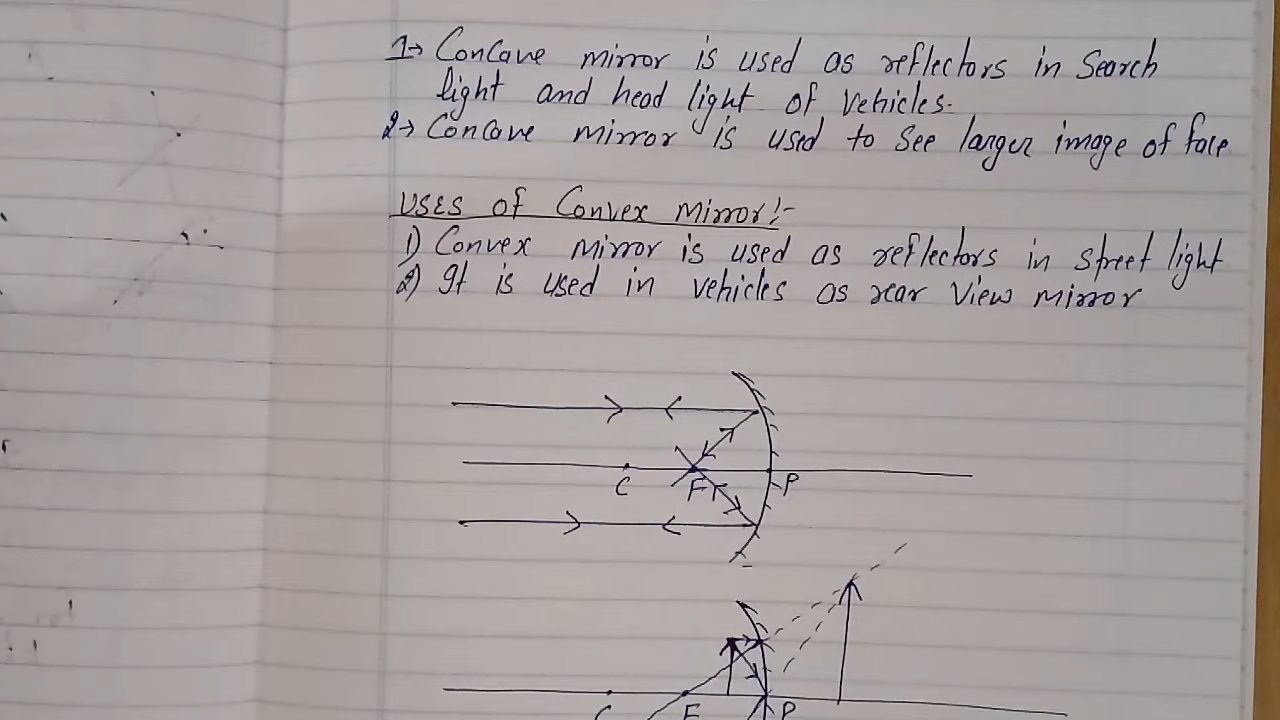 1→ Concave mirror is used as reflectors in Search
light and head light of vehicles.
2→ Concave mirror is used to See larger image of face
USES of Convex Mirror:-
1) Convex Mirror is used as reflectors in street light
2) It is used in vehicles as rear View mirror
C F P
C F P